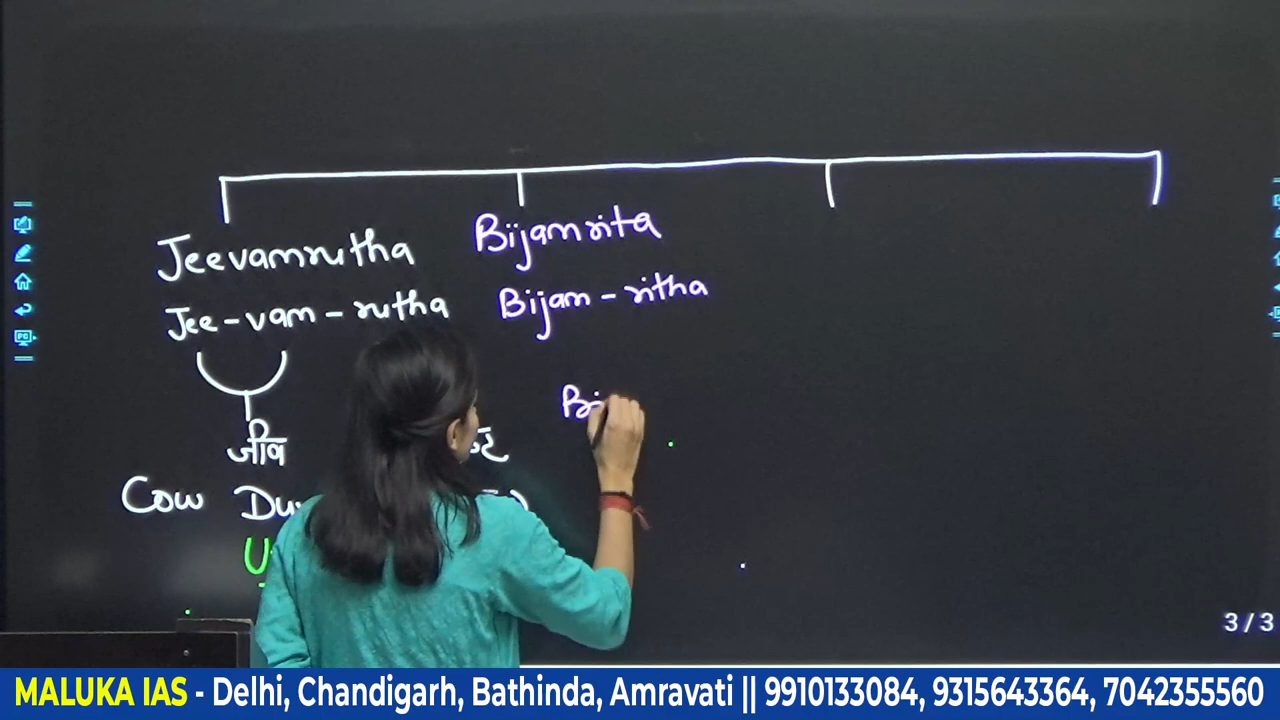 Jeevamrutha Bijamrita
Jee-vam-rutha Bijam-ritha
Bi
जीव
Cow
3/3
MALUKA IAS - Delhi, Chandigarh, Bathinda, Amravati || 9910133084, 9315643364, 7042355560